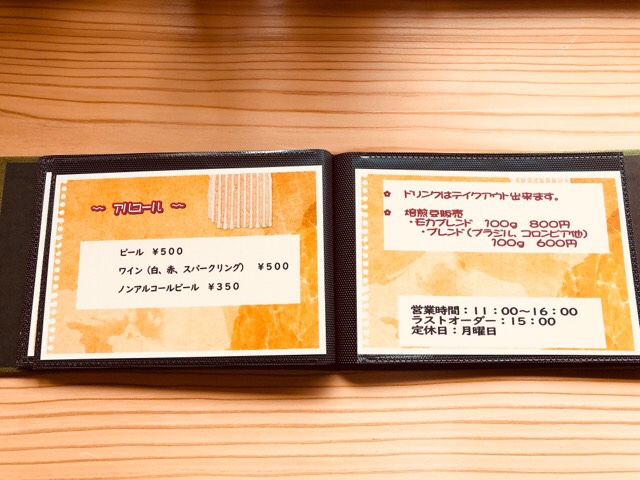 ～ アルコール ～
ビール ¥500
ワイン（白、赤、スパークリング） ¥500
ノンアルコールビール ¥350
✿ ドリンクはテイクアウト出来ます。
✿ 焙煎豆販売
・モカブレンド 100g 800円
・ブレンド（ブラジル、コロンビア他）
100g 600円
営業時間：11：00～16：00
ラストオーダー：15：00
定休日：月曜日